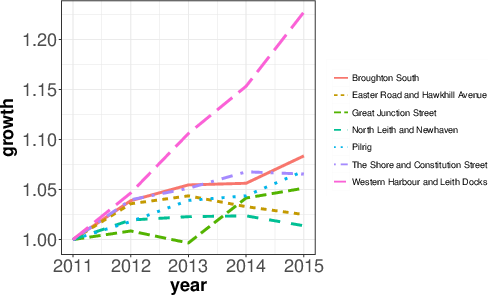 growth
1.20
1.15
1.10
1.05
1.00
2011 2012 2013 2014 2015
year
Broughton South
Easter Road and Hawkhill Avenue
Great Junction Street
North Leith and Newhaven
Pilrig
The Shore and Constitution Street
Western Harbour and Leith Docks